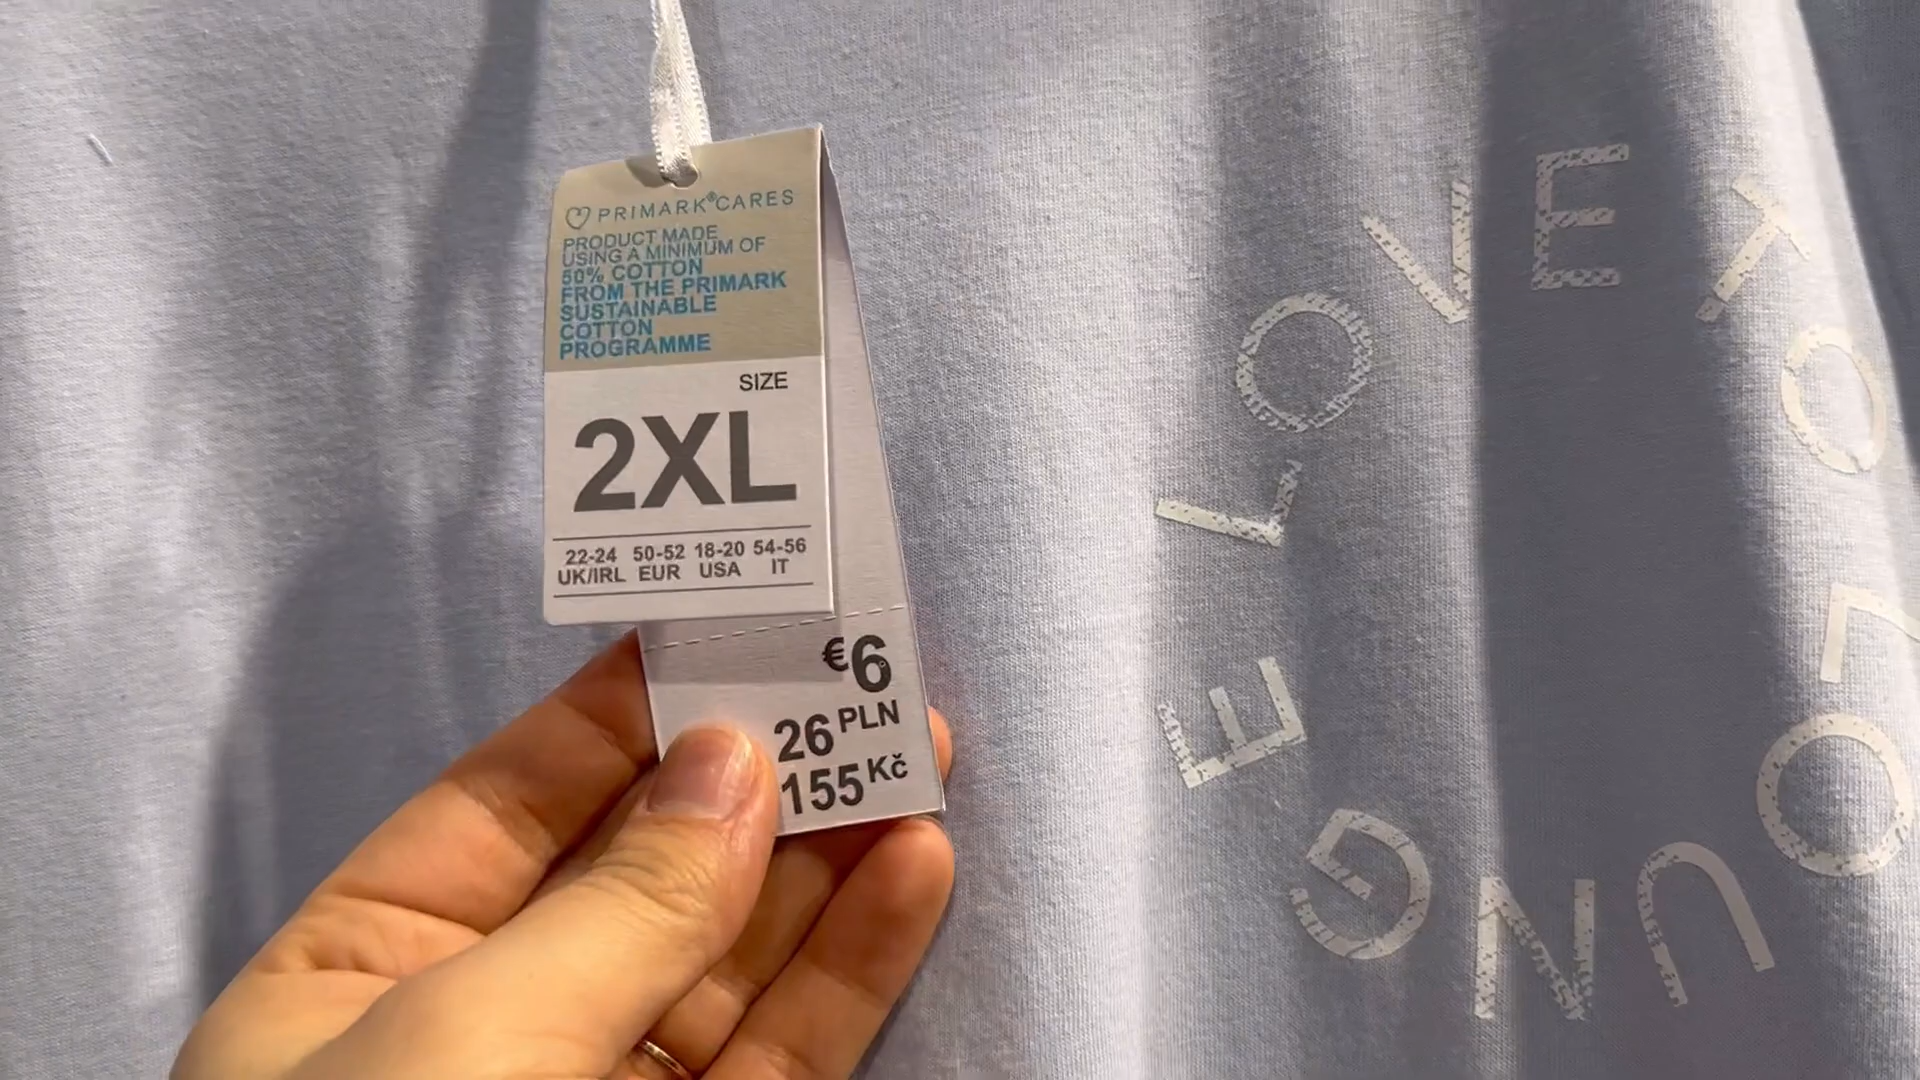 PRIMARK®CARES
PRODUCT MADE
USING A MINIMUM OF
50% COTTON
FROM THE PRIMARK
SUSTAINABLE
COTTON
PROGRAMME
SIZE
2XL
22-24 50-52 18-20 54-56
UK/IRL EUR USA IT
€6
26 PLN
155 Kč
LOVE TO LOUNGE